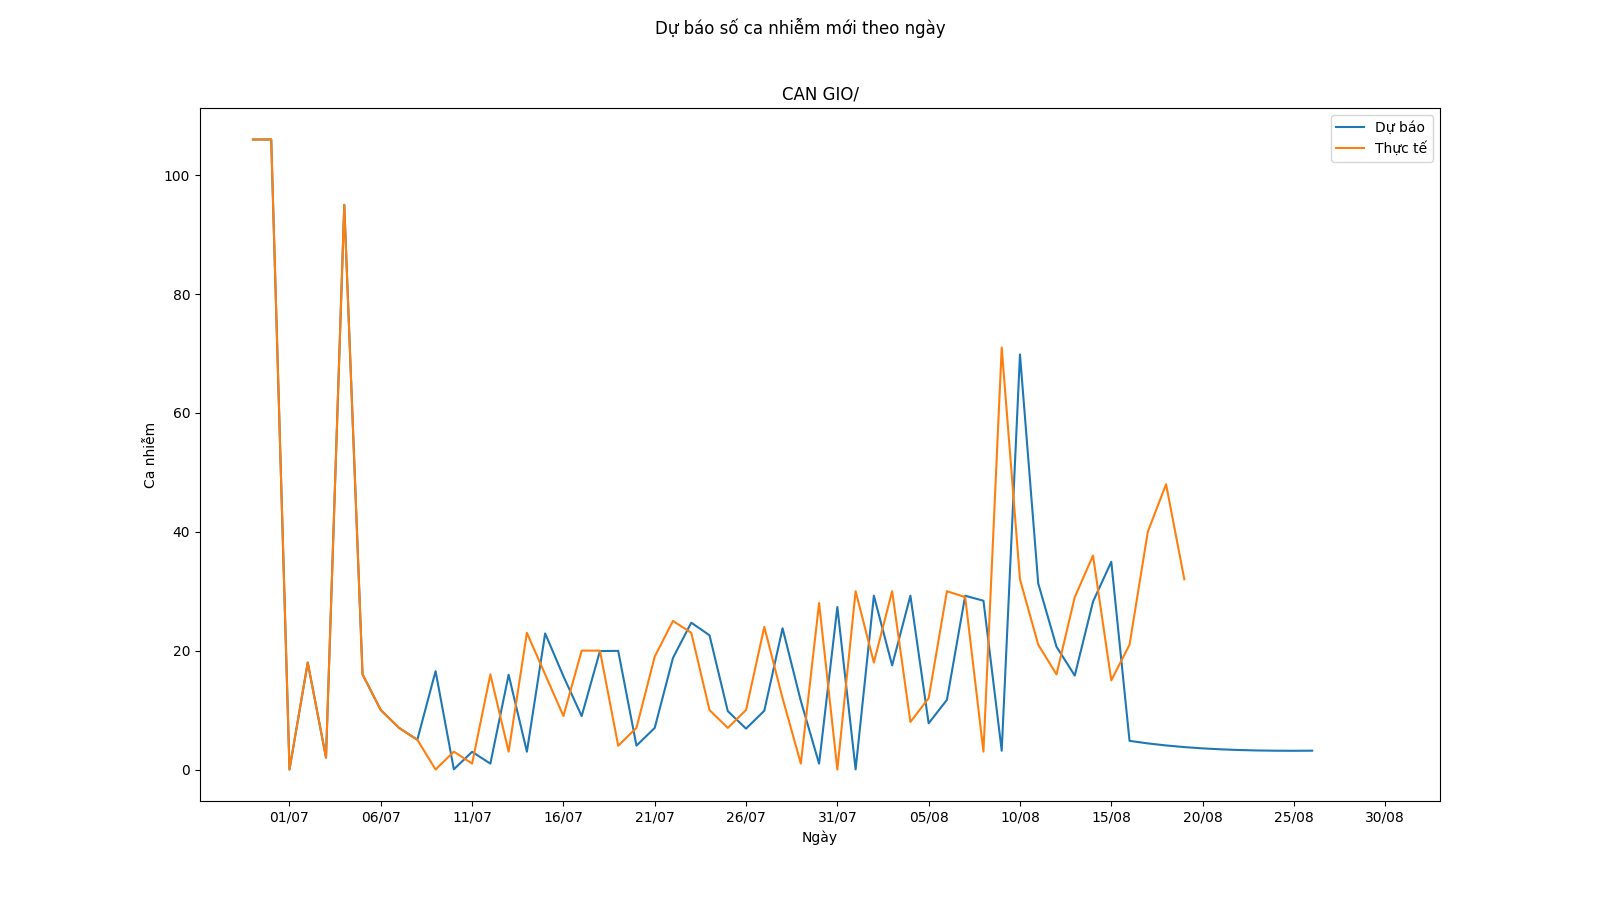 Dự báo số ca nhiễm mới theo ngày
CAN GIO/
Dự báo
Thực tế
100
80
60
40
20
0
Ca nhiễm
01/07 06/07 11/07 16/07 21/07 26/07 31/07 05/08 10/08 15/08 20/08 25/08 30/08
Ngày